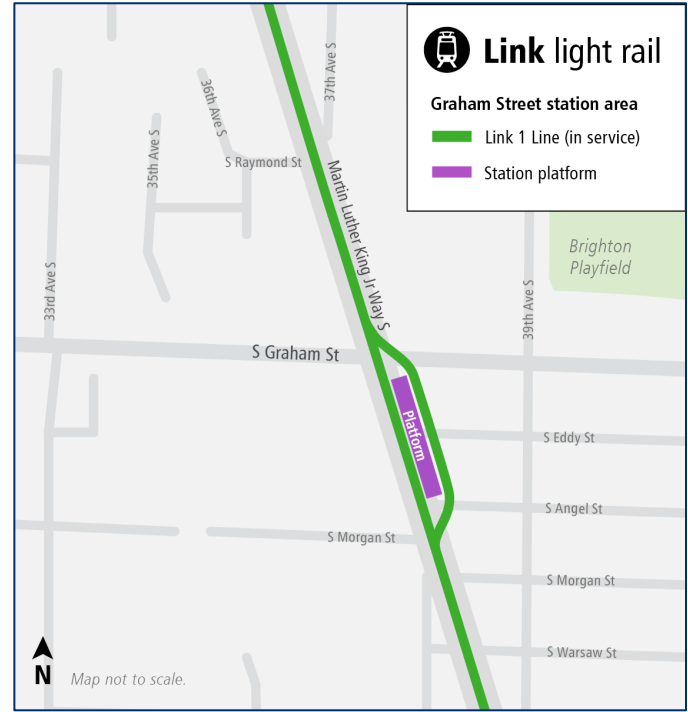 Link light rail
Graham Street station area
Link 1 Line (in service)
Station platform
37th Ave S
36th Ave S
35th Ave S
S Raymond St
Martin Luther King Jr Way S
Brighton
Playfield
33rd Ave S
39th Ave S
S Graham St
Platform
S Eddy St
S Angel St
S Morgan St
S Morgan St
S Warsaw St
N
Map not to scale.